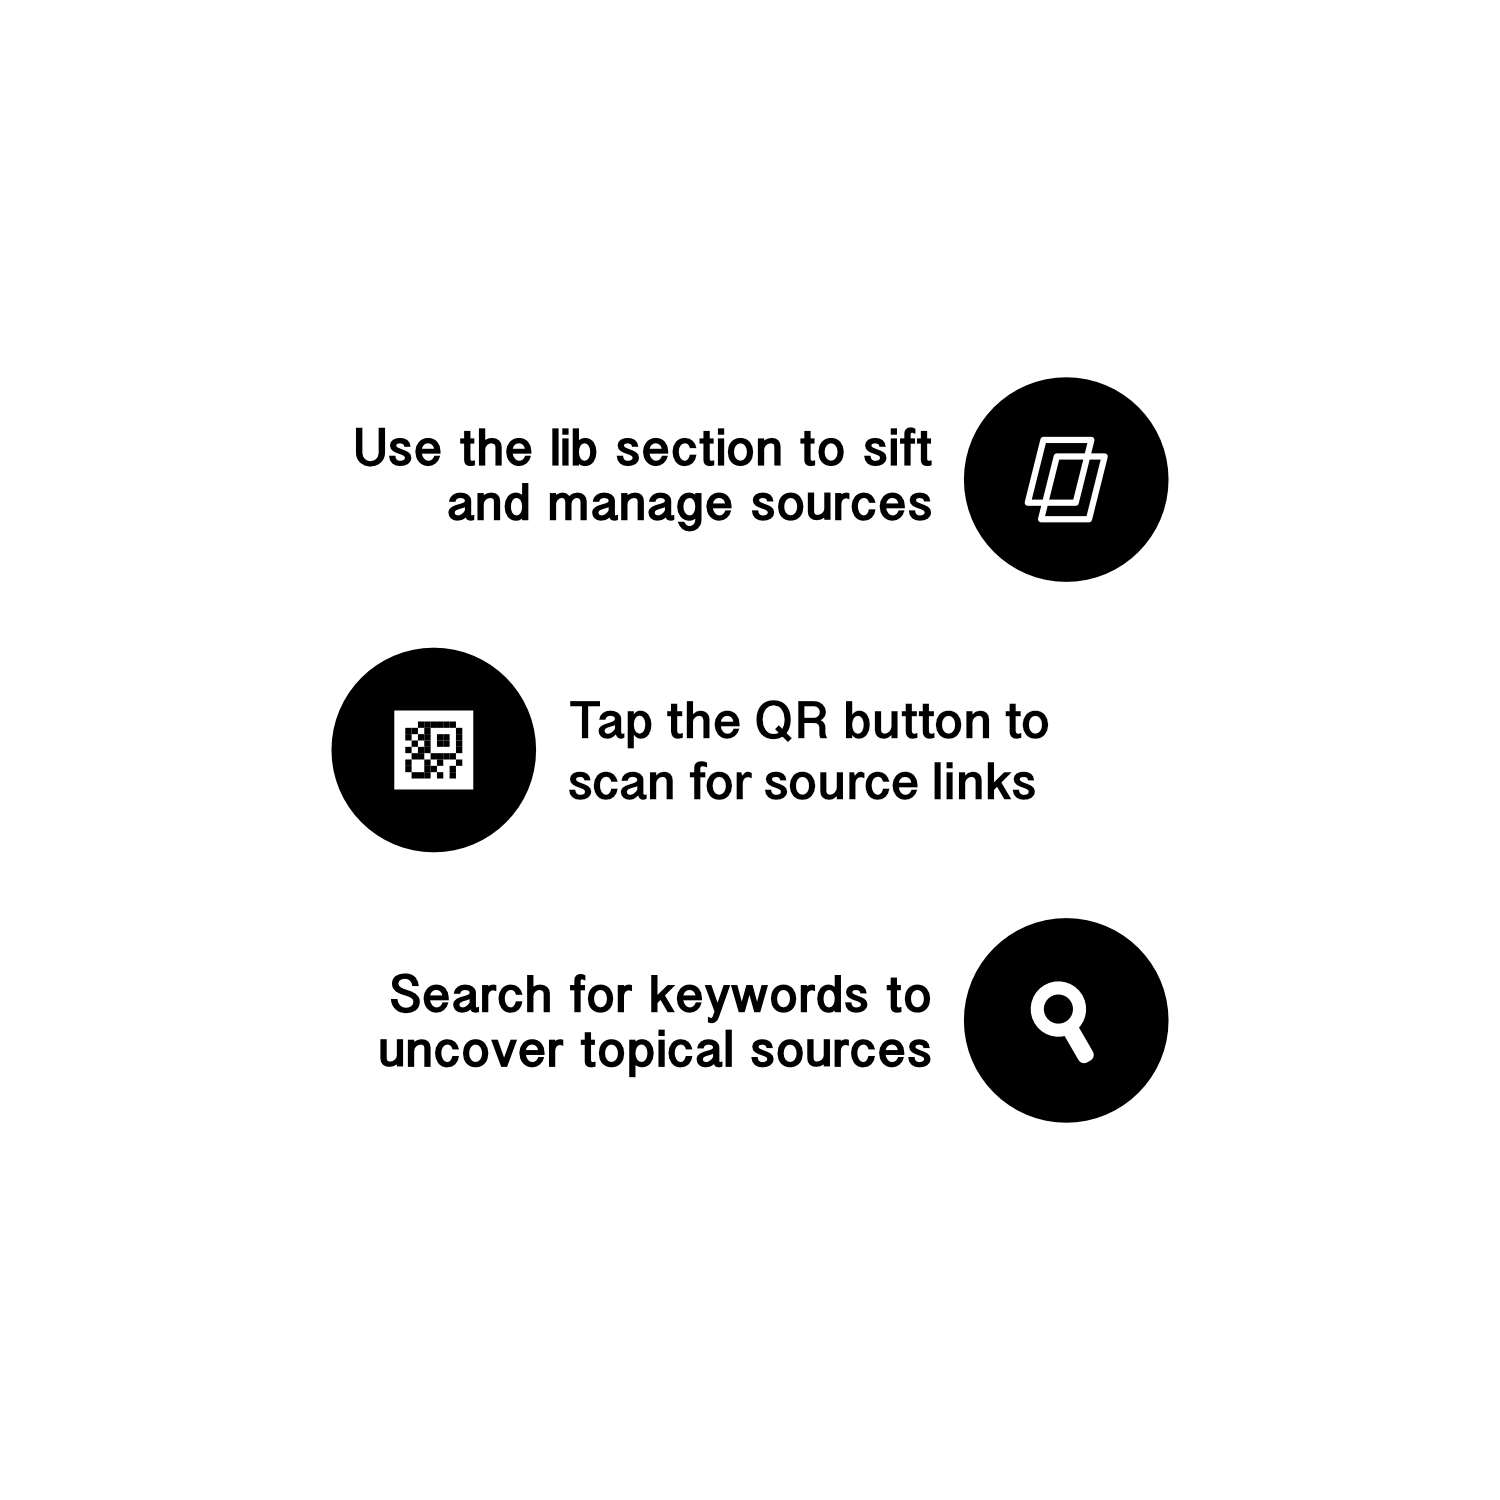 Use the lib section to sift
and manage sources
Tap the QR button to
scan for source links
Search for keywords to
uncover topical sources